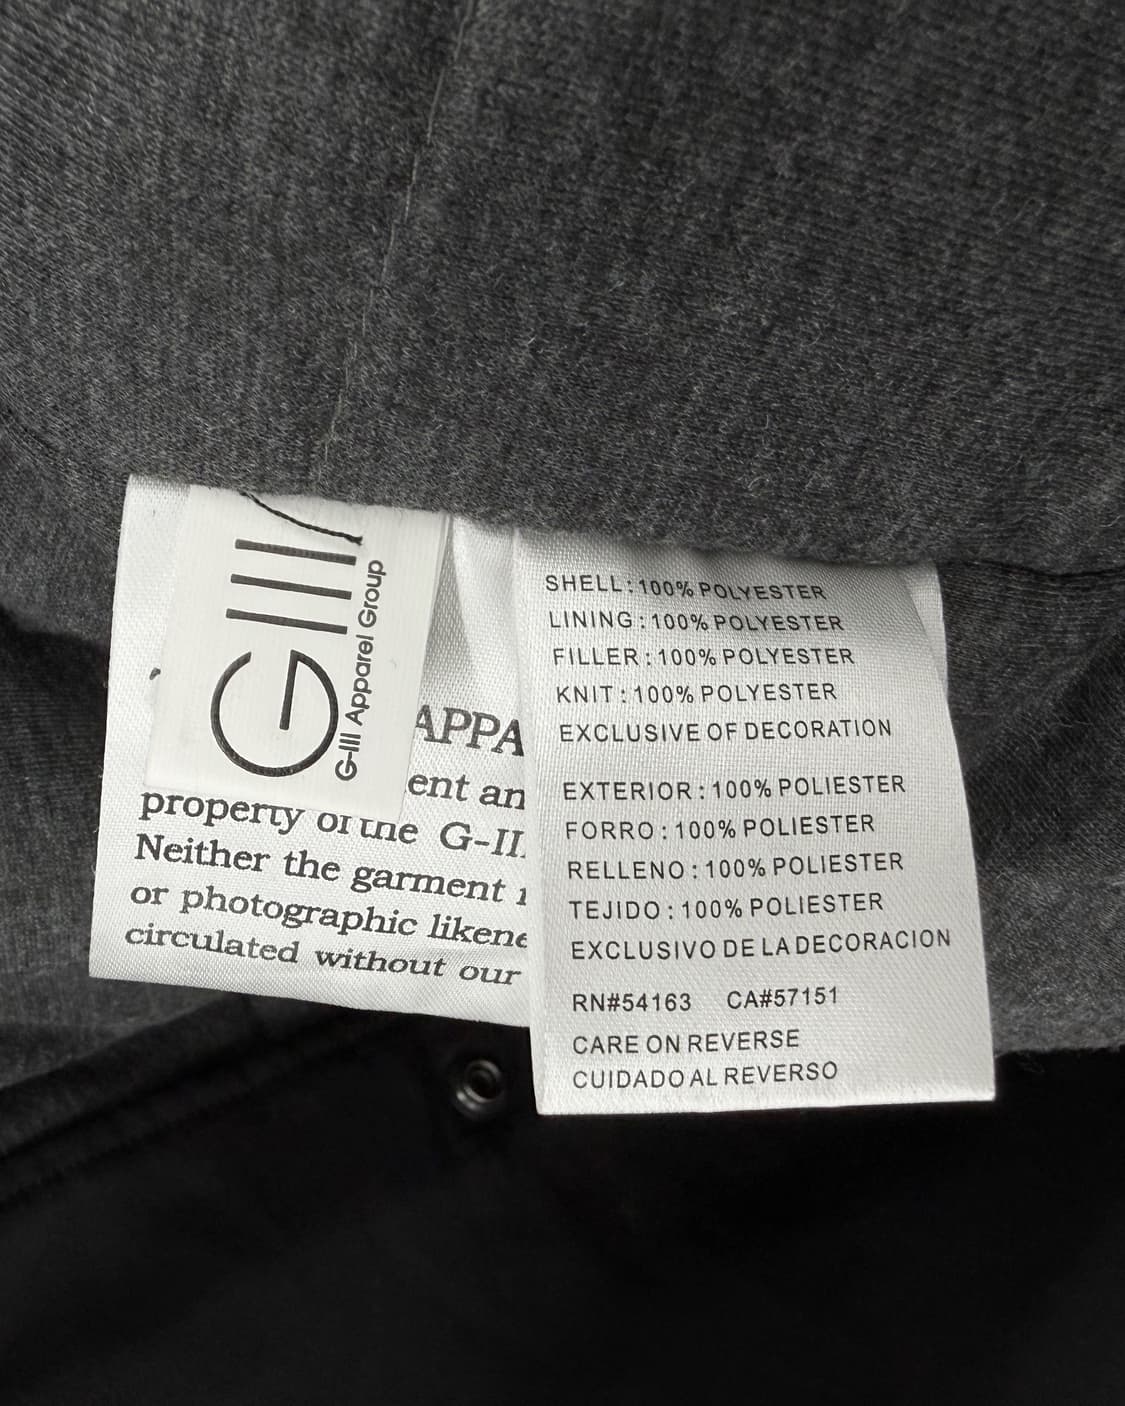 GIII
G-III Apparel Group
APPA
ent an
property of the G-II
Neither the garment
or photographic likene
circulated without our
SHELL:100% POLYESTER
LINING:100% POLYESTER
FILLER:100% POLYESTER
KNIT:100% POLYESTER
EXCLUSIVE OF DECORATION
EXTERIOR:100% POLIESTER
FORRO:100% POLIESTER
RELLENO:100% POLIESTER
TEJIDO:100% POLIESTER
EXCLUSIVO DE LA DECORACION
RN#54163 CA#57151
CARE ON REVERSE
CUIDADO AL REVERSO